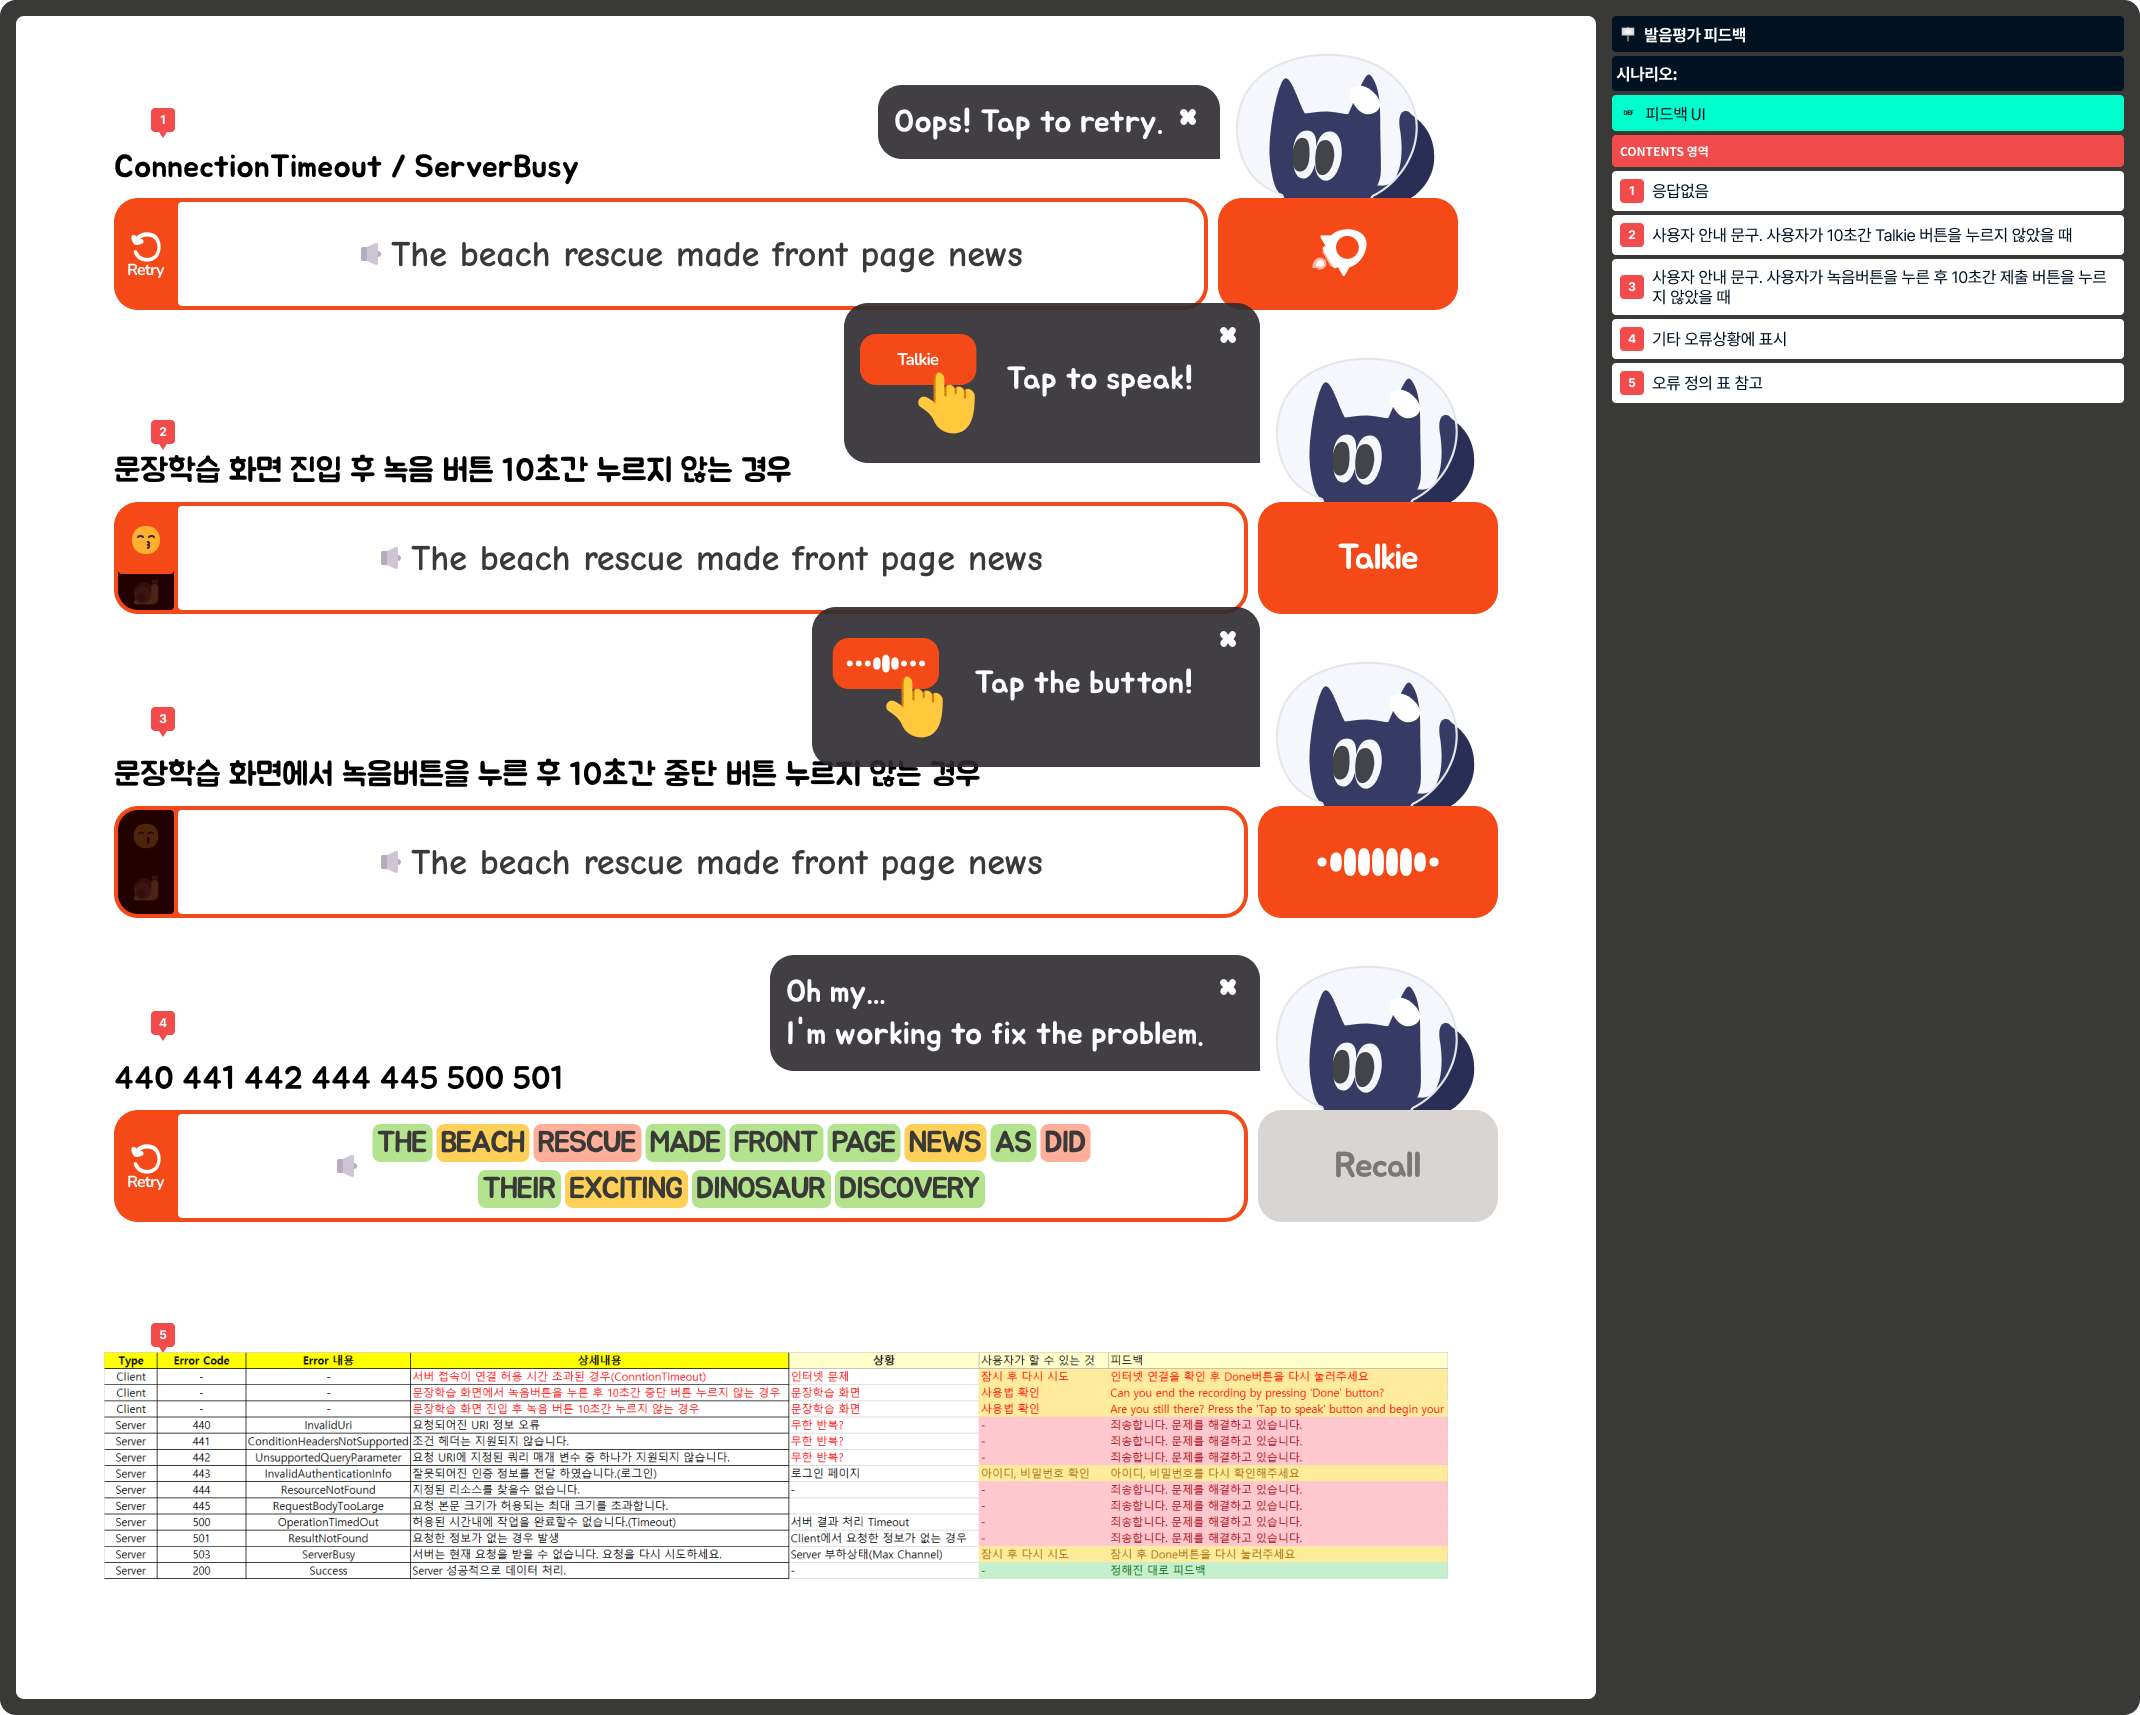 1
ConnectionTimeout / ServerBusy
Oops! Tap to retry.
Retry
The beach rescue made front page news
2
문장학습 화면 진입 후 녹음 버튼 10초간 누르지 않는 경우
Talkie
Tap to speak!
The beach rescue made front page news
Talkie
3
문장학습 화면에서 녹음버튼을 누른 후 10초간 중단 버튼 누르지 않는 경우
Tap the button!
The beach rescue made front page news
4
440 441 442 444 445 500 501
Oh my...
I'm working to fix the problem.
Retry
THE BEACH RESCUE MADE FRONT PAGE NEWS AS DID
THEIR EXCITING DINOSAUR DISCOVERY
Recall
5
Type Error Code Error 내용 상세내용 상황 사용자가 할 수 있는 것 피드백
Client - - 서버 접속이 연결 허용 시간 초과된 경우(ConntionTimeout) 인터넷 문제 잠시 후 다시 시도 인터넷 연결을 확인 후 Done버튼을 다시 눌러주세요
Client - - 문장학습 화면에서 녹음버튼을 누른 후 10초간 중단 버튼 누르지 않는 경우 문장학습 화면 사용법 확인 Can you end the recording by pressing 'Done' button?
Client - - 문장학습 화면 진입 후 녹음 버튼 10초간 누르지 않는 경우 문장학습 화면 사용법 확인 Are you still there? Press the 'Tap to speak' button and begin your
Server 440 InvalidUri 요청되어진 URI 정보 오류 무한 반복? - 죄송합니다. 문제를 해결하고 있습니다.
Server 441 ConditionHeadersNotSupported 조건 헤더는 지원되지 않습니다. 무한 반복? - 죄송합니다. 문제를 해결하고 있습니다.
Server 442 UnsupportedQueryParameter 요청 URI에 지정된 쿼리 매개 변수 중 하나가 지원되지 않습니다. 무한 반복? - 죄송합니다. 문제를 해결하고 있습니다.
Server 443 InvalidAuthenticationInfo 잘못되어진 인증 정보를 전달 하였습니다.(로그인) 로그인 페이지 아이디, 비밀번호 확인 아이디, 비밀번호를 다시 확인해주세요
Server 444 ResourceNotFound 지정된 리소스를 찾을수 없습니다. - - 죄송합니다. 문제를 해결하고 있습니다.
Server 445 RequestBodyTooLarge 요청 본문 크기가 허용되는 최대 크기를 초과합니다. - 죄송합니다. 문제를 해결하고 있습니다.
Server 500 OperationTimedOut 허용된 시간내에 작업을 완료할수 없습니다.(Timeout) 서버 결과 처리 Timeout - 죄송합니다. 문제를 해결하고 있습니다.
Server 501 ResultNotFound 요청한 정보가 없는 경우 발생 Client에서 요청한 정보가 없는 경우 - 죄송합니다. 문제를 해결하고 있습니다.
Server 503 ServerBusy 서버는 현재 요청을 받을 수 없습니다. 요청을 다시 시도하세요. Server 부하상태(Max Channel) 잠시 후 다시 시도 잠시 후 Done버튼을 다시 눌러주세요
Server 200 Success Server 성공적으로 데이터 처리. - - 정해진 대로 피드백
발음평가 피드백
시나리오:
DEF 피드백 UI
CONTENTS 영역
1 응답없음
2 사용자 안내 문구. 사용자가 10초간 Talkie 버튼을 누르지 않았을 때
3 사용자 안내 문구. 사용자가 녹음버튼을 누른 후 10초간 제출 버튼을 누르
지 않았을 때
4 기타 오류상황에 표시
5 오류 정의 표 참고